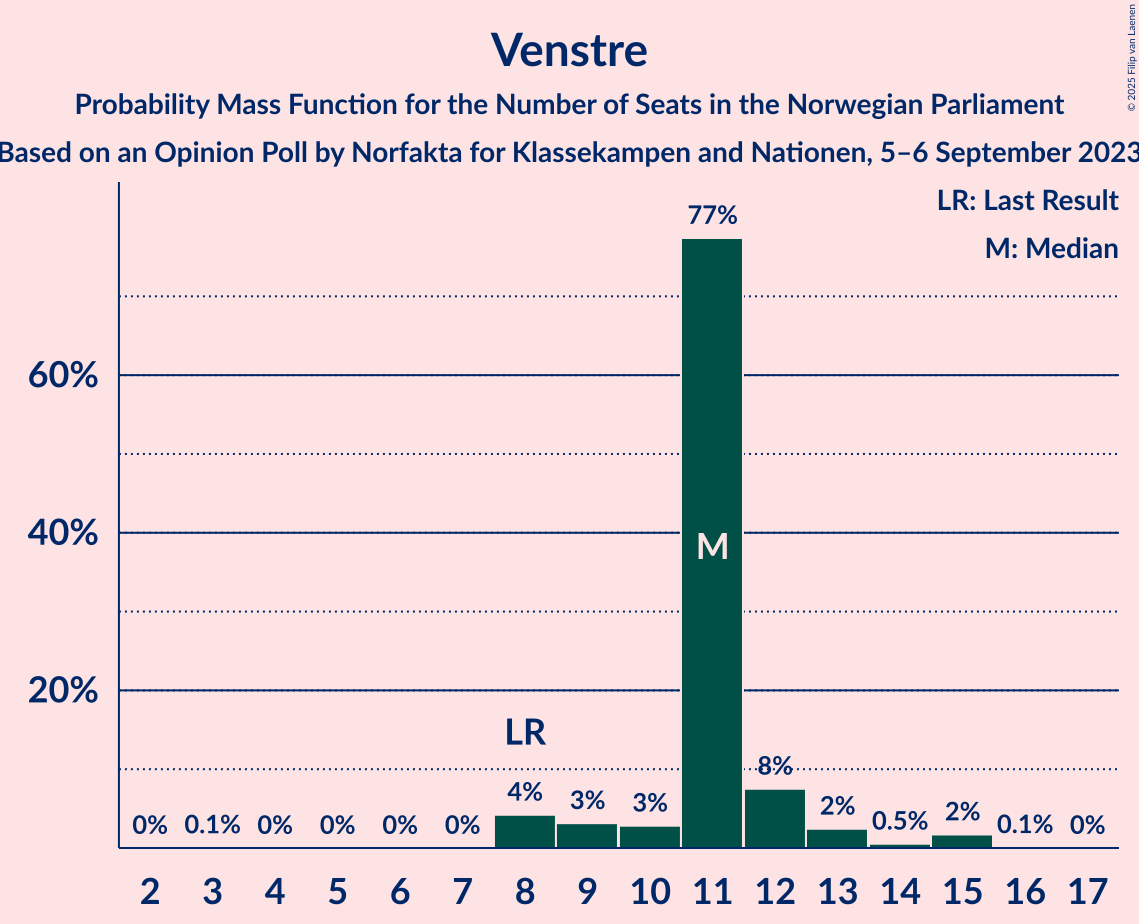 © 2025 Filip van Laenen
Venstre
Probability Mass Function for the Number of Seats in the Norwegian Parliament
Based on an Opinion Poll by Norfakta for Klassekampen and Nationen, 5–6 September 2023
LR: Last Result
M: Median
77%
60%
40%
20%
M
LR
0% 0.1% 0% 0% 0% 0% 4% 3% 3% 8% 2% 0.5% 2% 0.1% 0%
2 3 4 5 6 7 8 9 10 11 12 13 14 15 16 17